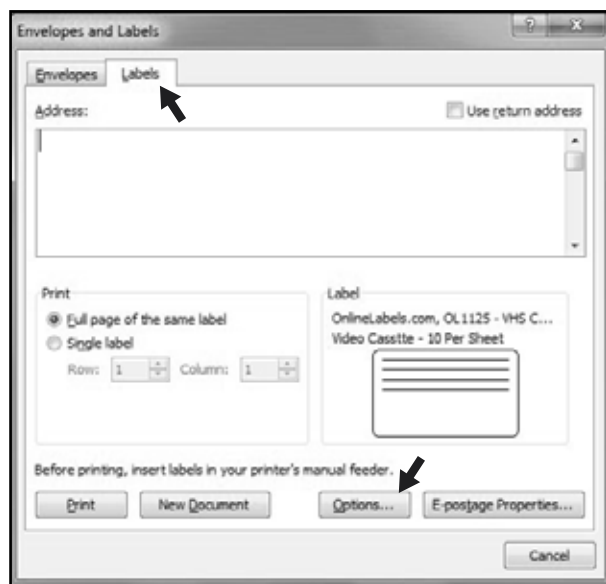 Envelopes and Labels
Envelopes Labels
Address: Use return address
Print
Full page of the same label
Single label
Row: 1 Column: 1
Label
OnlineLabels.com, OL1125 - VHS C...
Video Casstte - 10 Per Sheet
Before printing, insert labels in your printer's manual feeder.
Print New Document Options... E-postage Properties...
Cancel